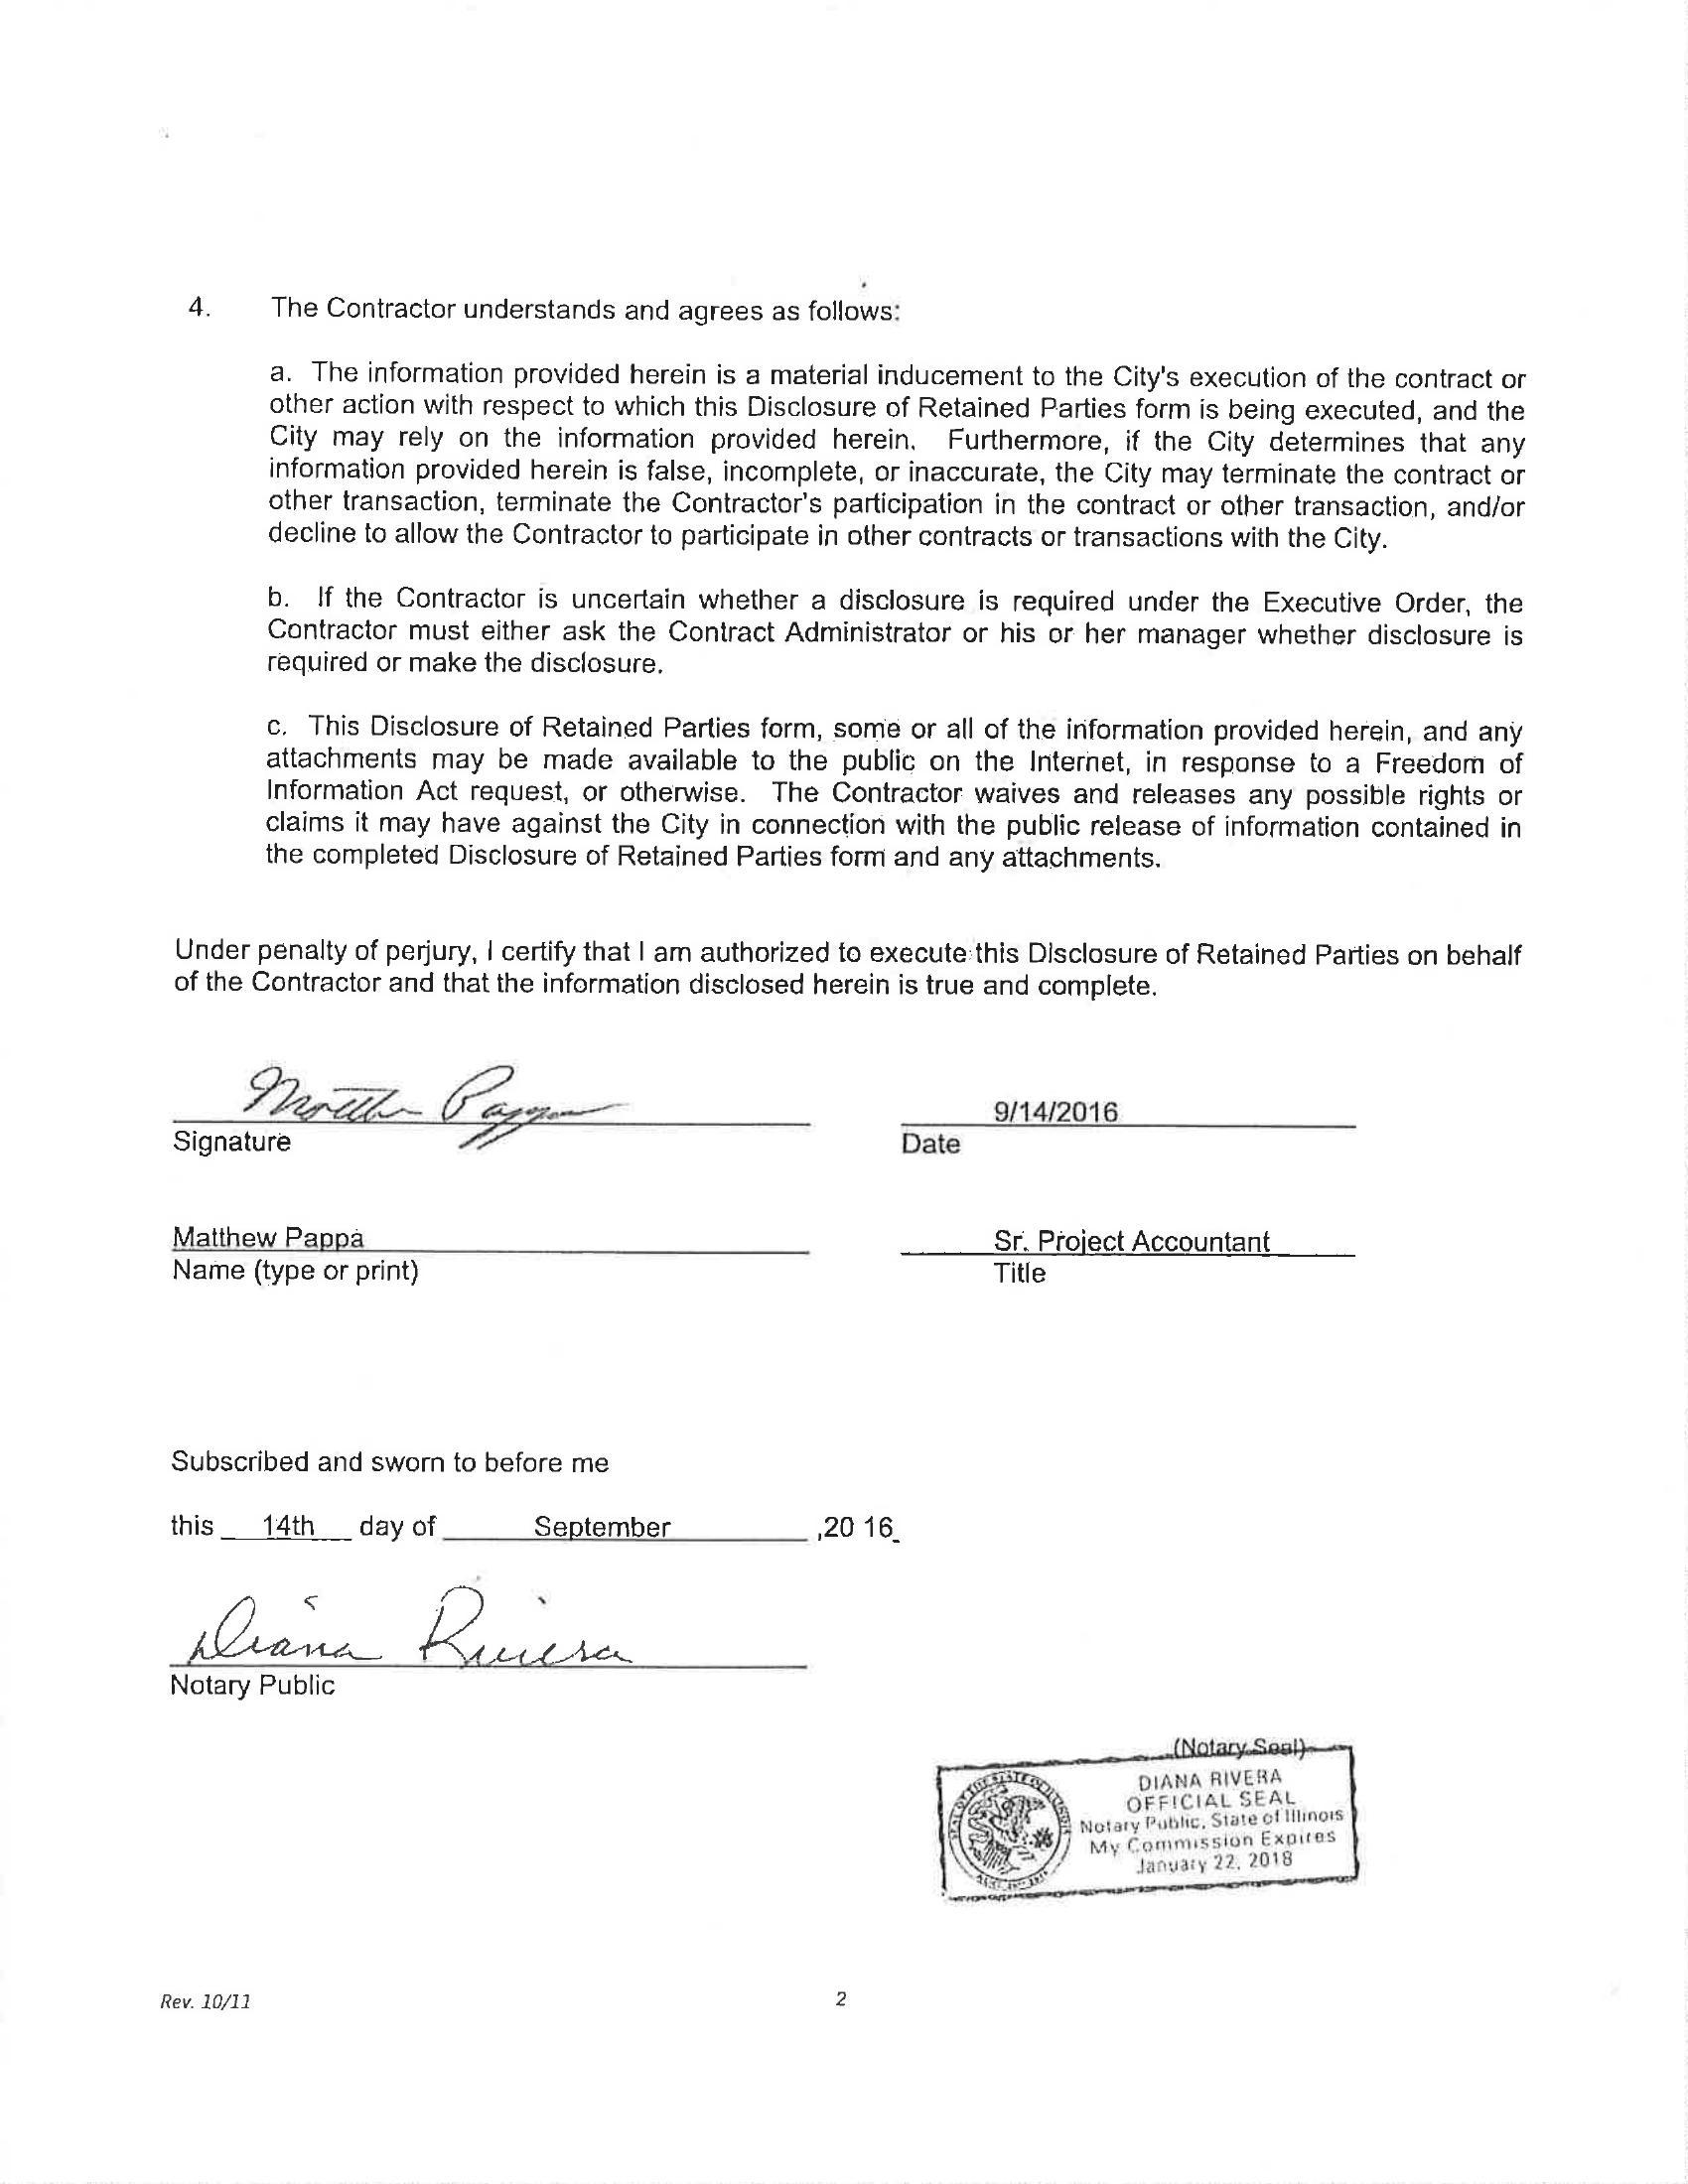 4. The Contractor understands and agrees as follows:
a. The information provided herein is a material inducement to the City's execution of the contract or
other action with respect to which this Disclosure of Retained Parties form is being executed, and the
City may rely on the information provided herein. Furthermore, if the City determines that any
information provided herein is false, incomplete, or inaccurate, the City may terminate the contract or
other transaction, terminate the Contractor's participation in the contract or other transaction, and/or
decline to allow the Contractor to participate in other contracts or transactions with the City.
b. If the Contractor is uncertain whether a disclosure is required under the Executive Order, the
Contractor must either ask the Contract Administrator or his or her manager whether disclosure is
required or make the disclosure.
c. This Disclosure of Retained Parties form, some or all of the information provided herein, and any
attachments may be made available to the public on the Internet, in response to a Freedom of
Information Act request, or otherwise. The Contractor waives and releases any possible rights or
claims it may have against the City in connection with the public release of information contained in
the completed Disclosure of Retained Parties form and any attachments.
Under penalty of perjury, I certify that I am authorized to execute this Disclosure of Retained Parties on behalf
of the Contractor and that the information disclosed herein is true and complete.
Matthew Pappa 9/14/2016
Signature Date
Matthew Pappa Sr. Project Accountant
Name (type or print) Title
Subscribed and sworn to before me
this 14th day of September ,20 16
Diana Rivera
Notary Public
(Notary Seal)
DIANA RIVERA
OFFICIAL SEAL
Notary Public, State of Illinois
My Commission Expires
January 22, 2018
Rev. 10/11 2